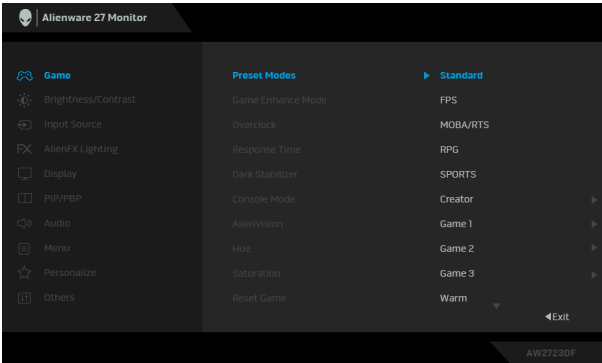 Alienware 27 Monitor
Game Preset Modes Standard
Brightness/Contrast Game Enhance Mode FPS
Input Source Overclock MOBA/RTS
AlienFX Lighting Response Time RPG
Display Dark Stabilizer SPORTS
PIP/PBP Console Mode Creator
Audio AlienVision Game 1
Menu Hue Game 2
Personalize Saturation Game 3
Others Reset Game Warm
Exit
AW2723DF